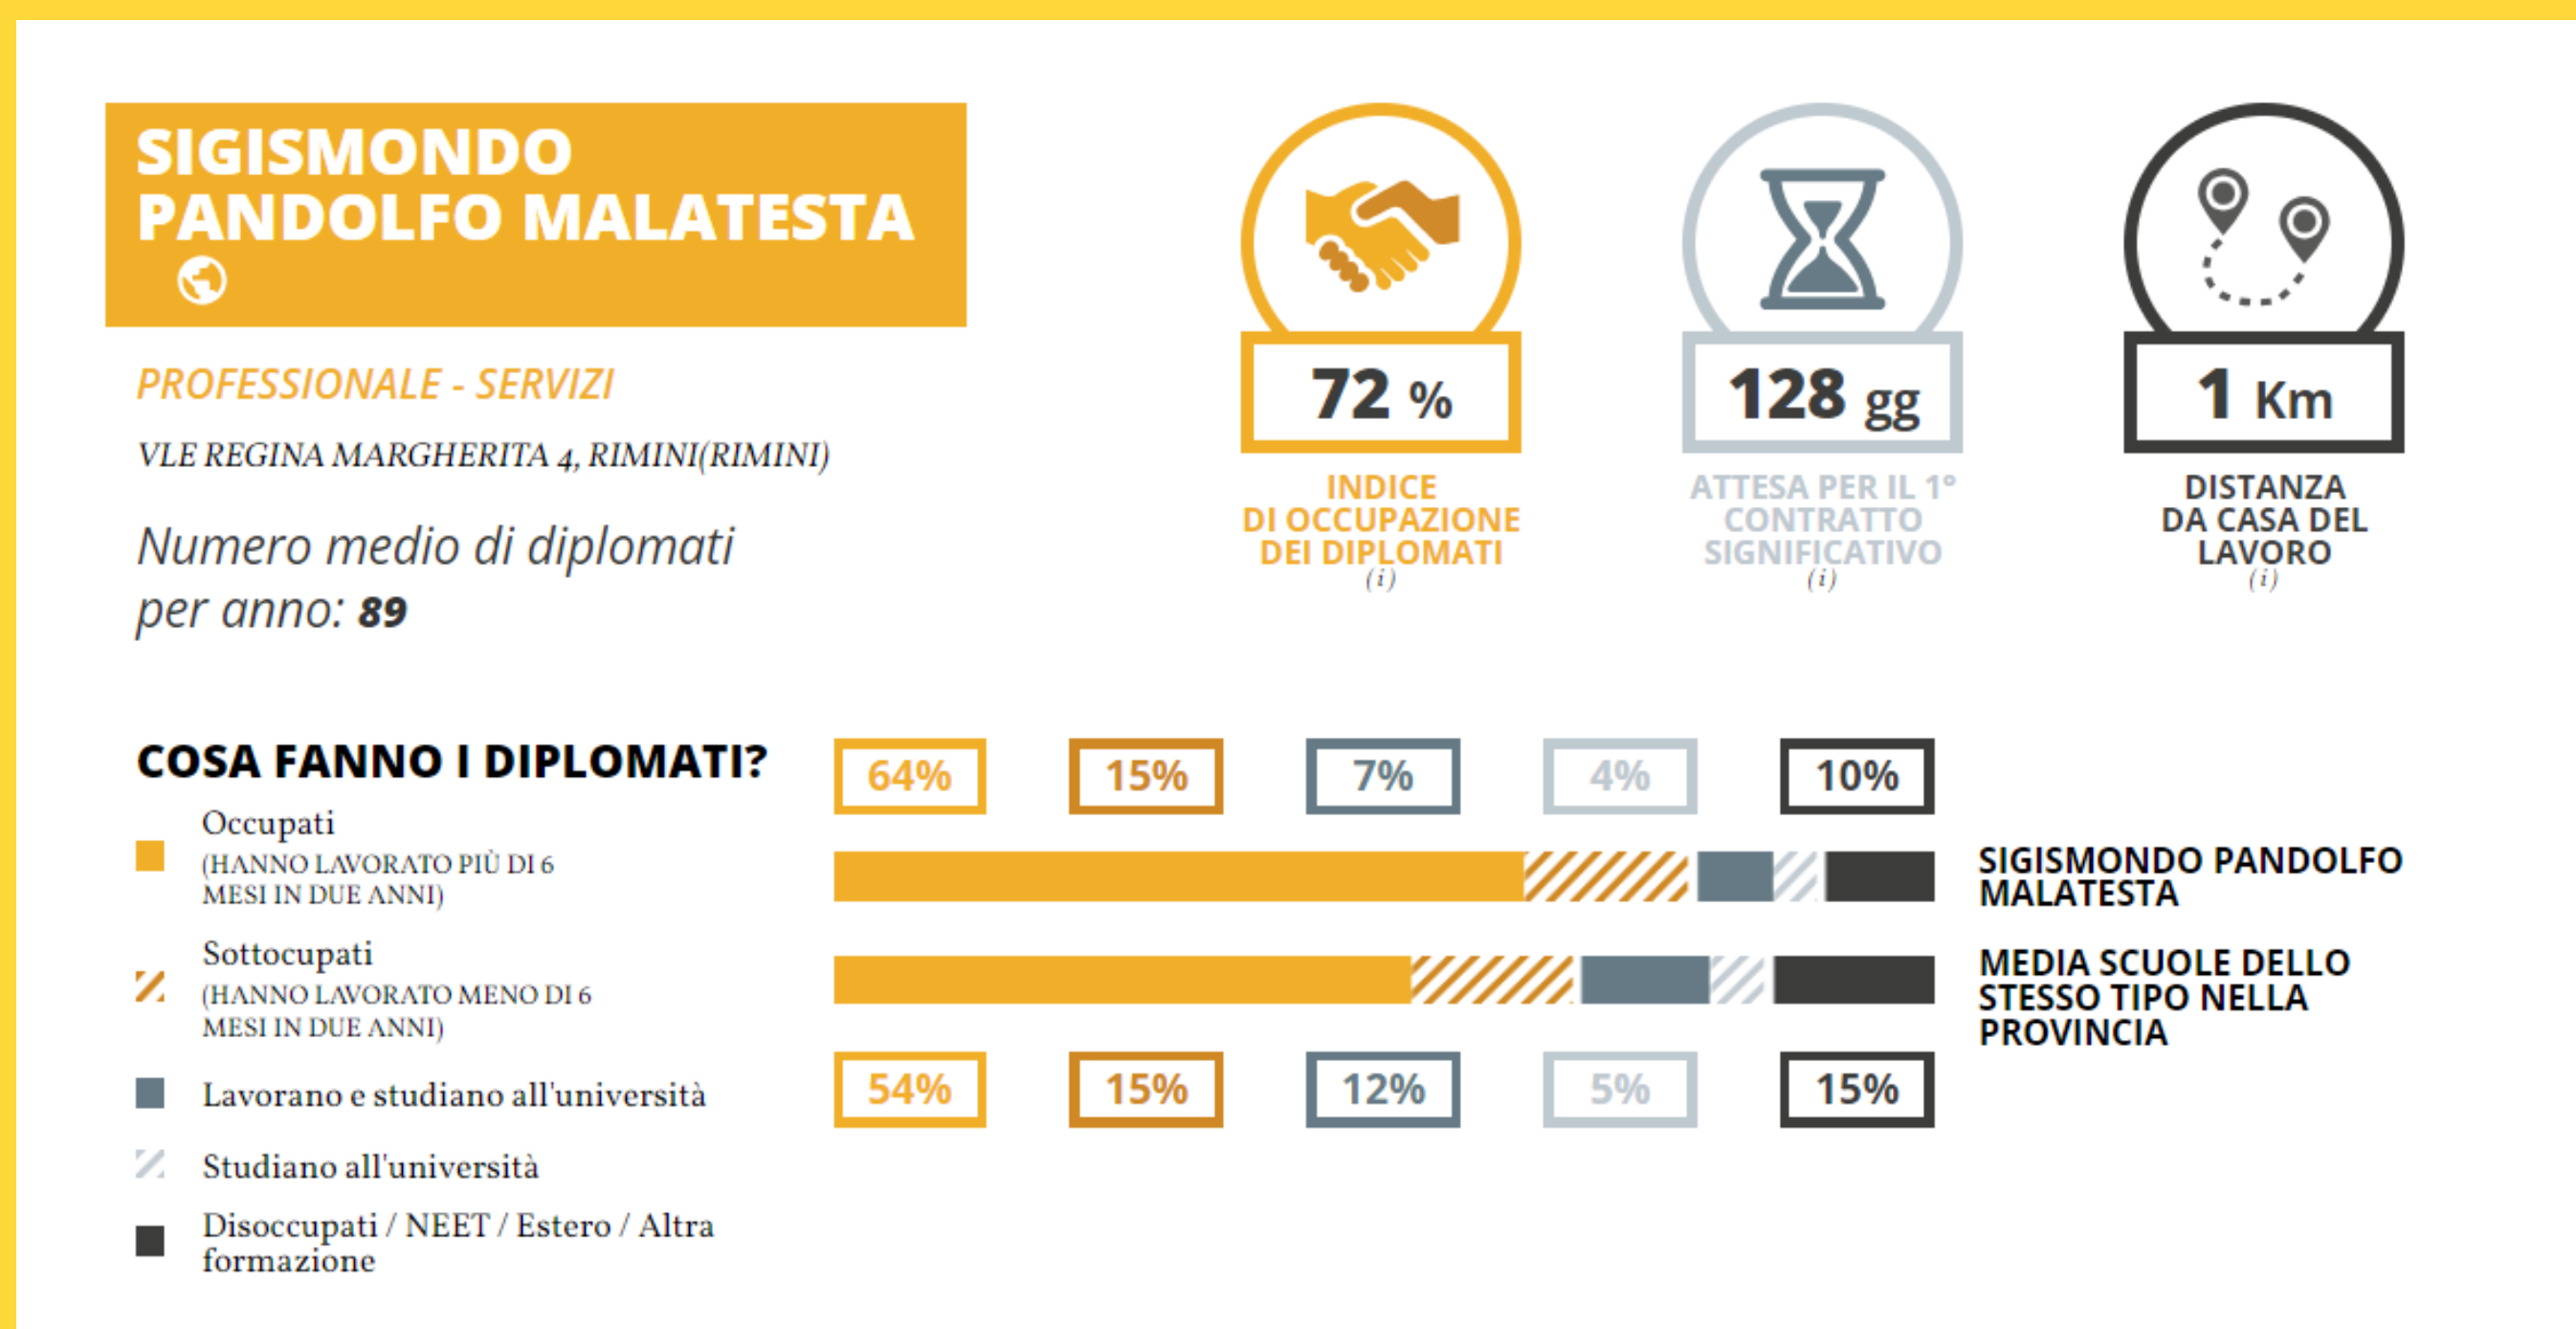 SIGISMONDO
PANDOLFO MALATESTA
PROFESSIONALE - SERVIZI
VLE REGINA MARGHERITA 4, RIMINI(RIMINI)
Numero medio di diplomati
per anno: 89
72 %
INDICE
DI OCCUPAZIONE
DEI DIPLOMATI
(i)
128 gg
ATTESA PER IL 1°
CONTRATTO
SIGNIFICATIVO
(i)
1 Km
DISTANZA
DA CASA DEL
LAVORO
(i)
COSA FANNO I DIPLOMATI?
Occupati
(HANNO LAVORATO PIÙ DI 6
MESI IN DUE ANNI)
Sottocupati
(HANNO LAVORATO MENO DI 6
MESI IN DUE ANNI)
Lavorano e studiano all'università
Studiano all'università
Disoccupati / NEET / Estero / Altra
formazione
64% 15% 7% 4% 10%
SIGISMONDO PANDOLFO
MALATESTA
MEDIA SCUOLE DELLO
STESSO TIPO NELLA
PROVINCIA
54% 15% 12% 5% 15%